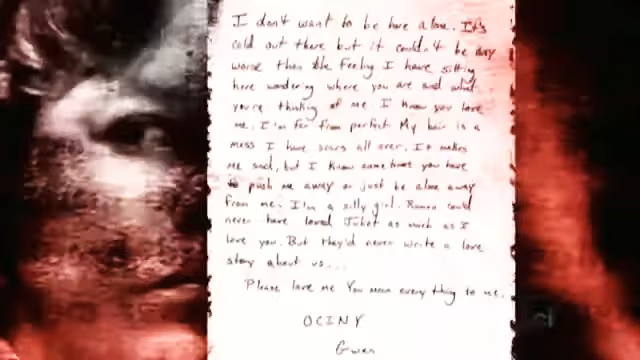 I don't want to be here alone. It's
cold out there but it couldn't be any
worse than the feeling I have sitting
here wondering where you are and what
you're thinking of me I know you love
me. I'm far from perfect My hair is a
mess I have scars all over. It makes
me sad, but I know sometimes you have
to push me away or just be alone away
from me. I'm a silly girl. Romeo could
never have loved Juliet as much as I
love you. But they'd never write a love
story about us...
Please love me You mean everything to me.
OCINY
Gwen